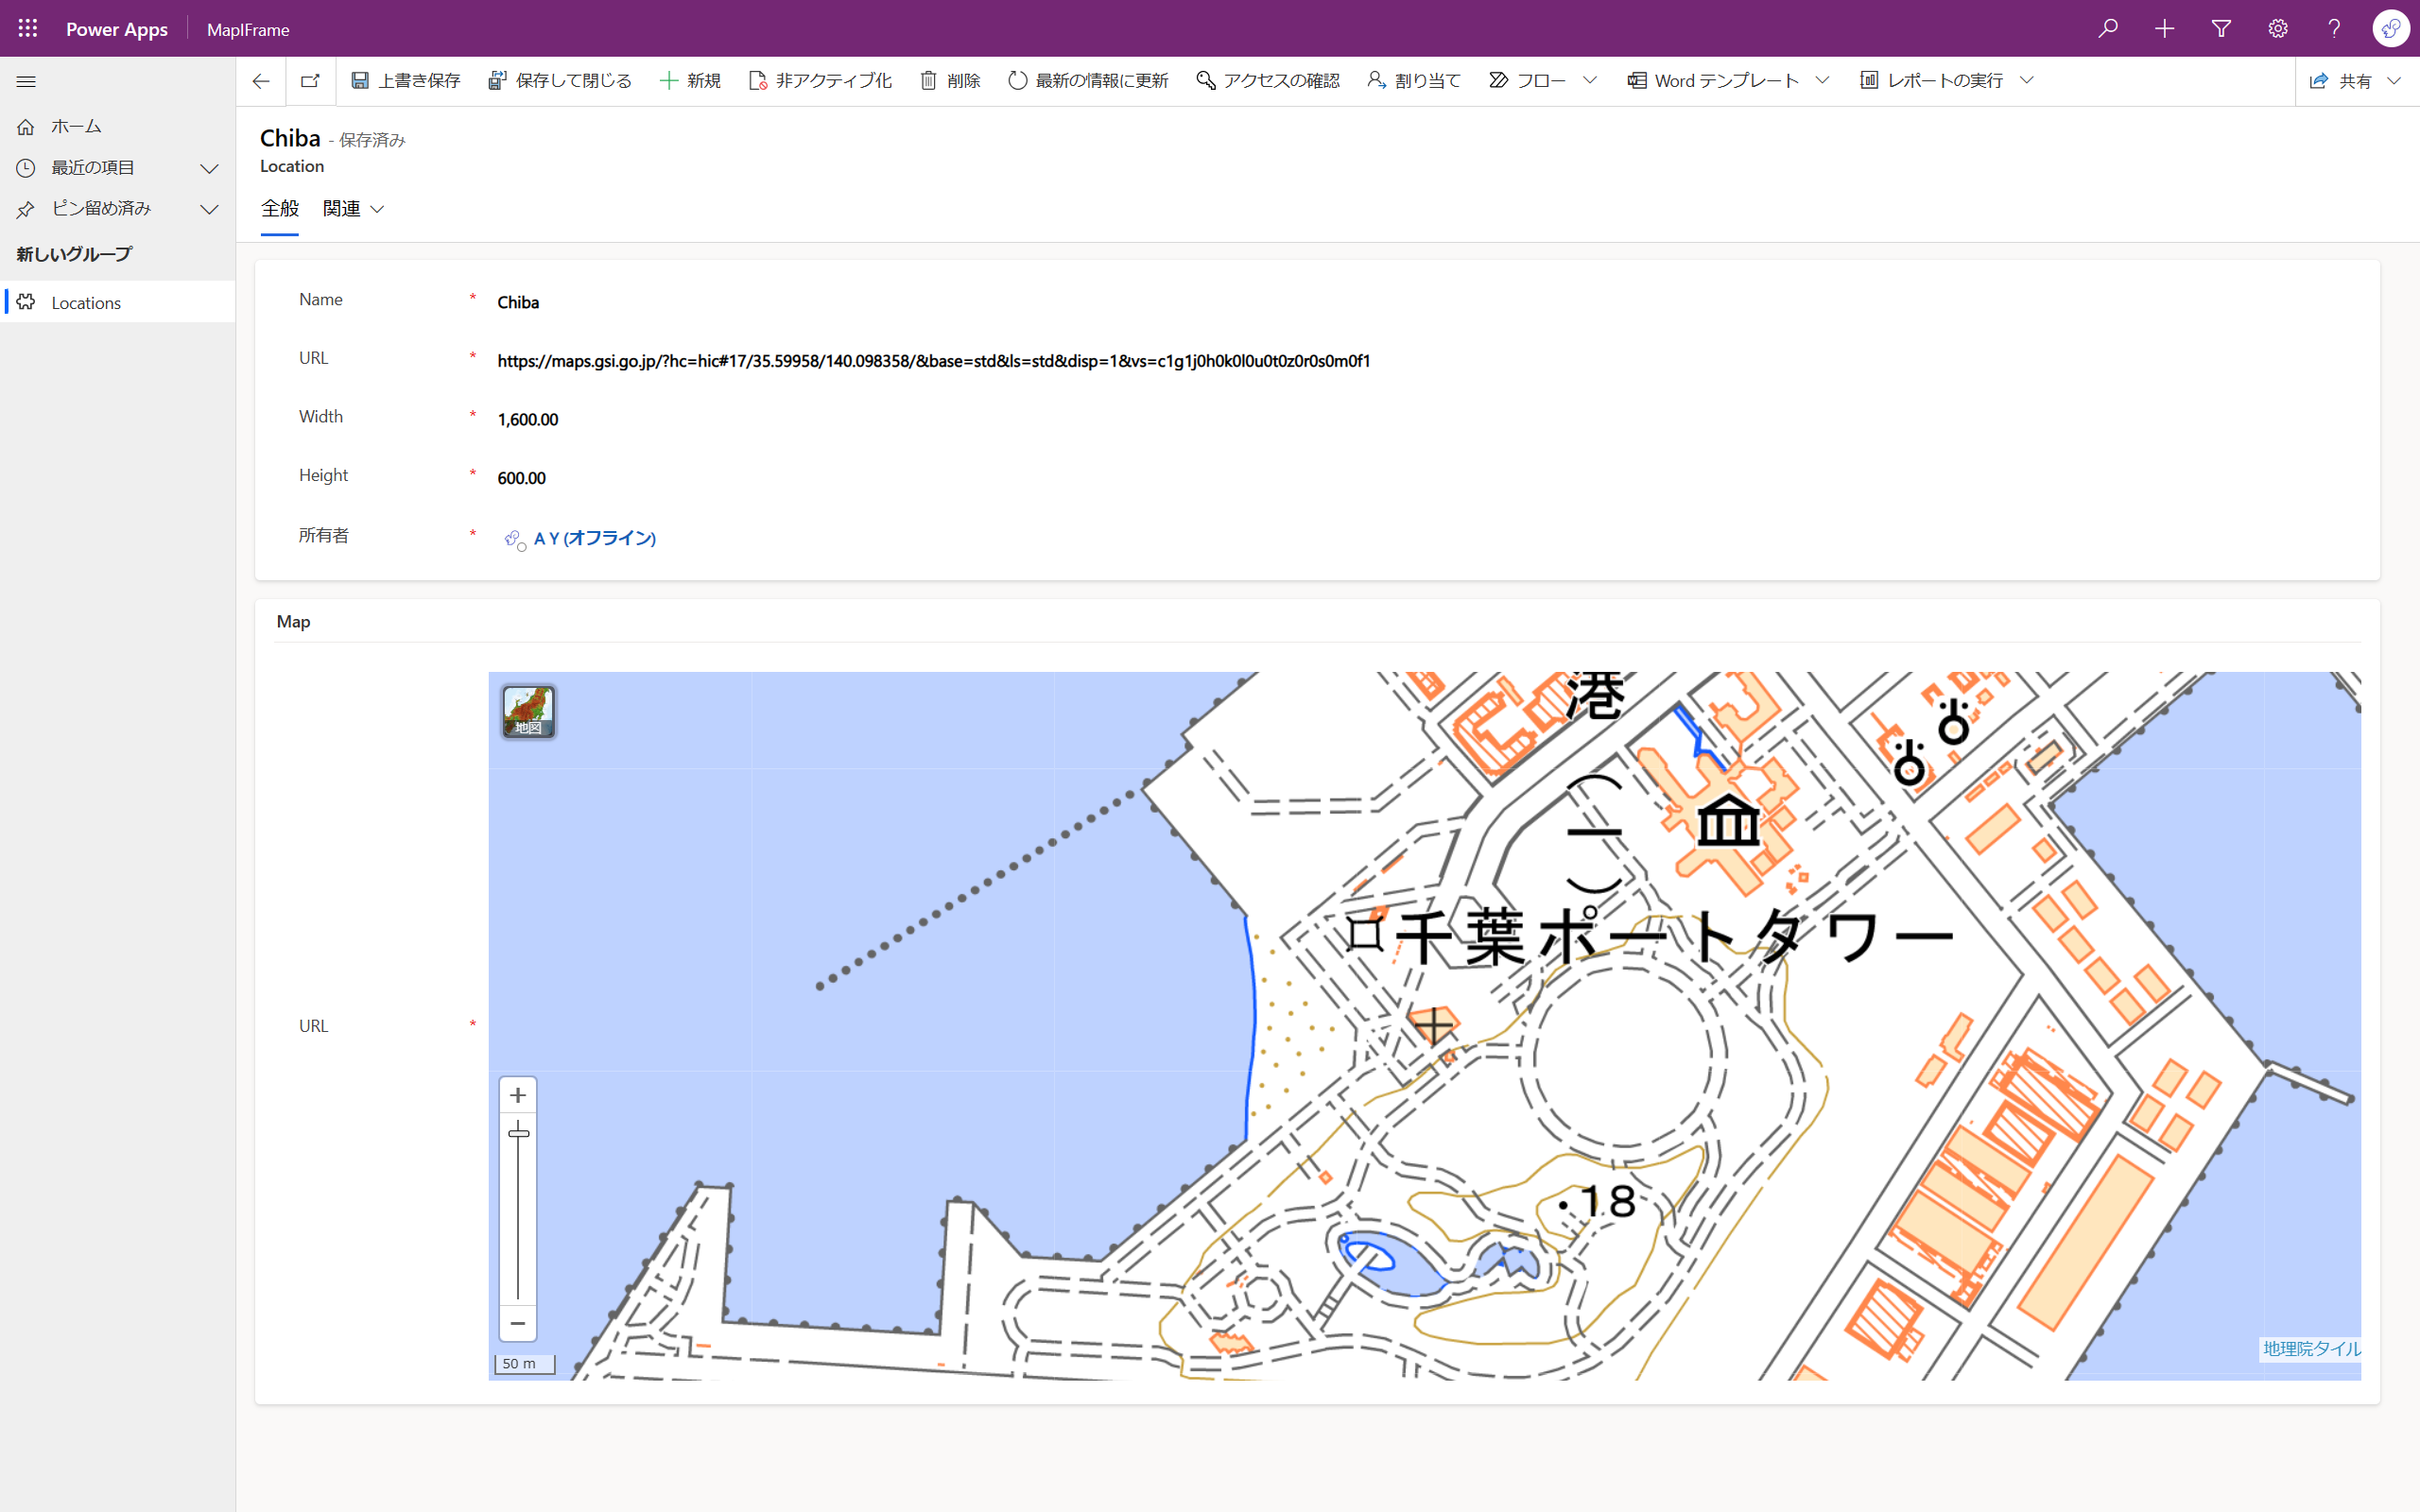 Power Apps MapIFrame
上書き保存 保存して閉じる 新規 非アクティブ化 削除 最新の情報に更新 アクセスの確認 割り当て フロー Word テンプレート レポートの実行 共有
ホーム
最近の項目
ピン留め済み
新しいグループ
Locations
Chiba - 保存済み
Location
全般 関連
Name * Chiba
URL * https://maps.gsi.go.jp/?hc=hic#17/35.59958/140.098358/&base=std&ls=std&disp=1&vs=c1g1j0h0k0l0u0t0z0r0s0m0f1
Width * 1,600.00
Height * 600.00
所有者 * A Y (オフライン)
Map
URL *
地図
港(一)
千葉ポートタワー
・18
50 m
地理院タイル